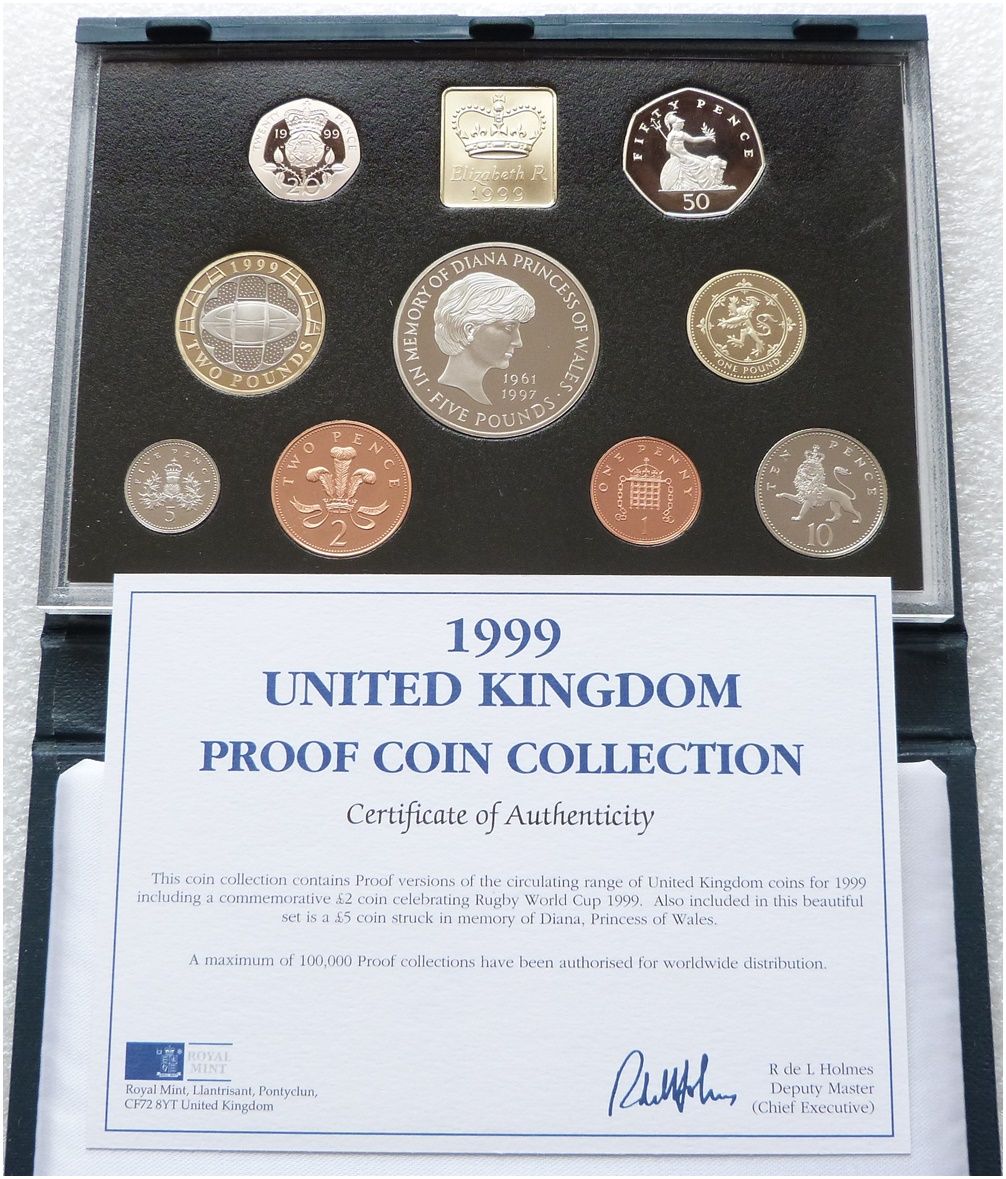 TWENTY PENCE
1999
20
Elizabeth R
1999
FIFTY PENCE
50
1999
TWO POUNDS
IN MEMORY OF DIANA PRINCESS OF WALES
1961
1997
· FIVE POUNDS ·
ONE POUND
FIVE PENCE
5
TWO PENCE
2
ONE PENNY
1
TEN PENCE
10
1999
UNITED KINGDOM
PROOF COIN COLLECTION
Certificate of Authenticity
This coin collection contains Proof versions of the circulating range of United Kingdom coins for 1999
including a commemorative £2 coin celebrating Rugby World Cup 1999. Also included in this beautiful
set is a £5 coin struck in memory of Diana, Princess of Wales.
A maximum of 100,000 Proof collections have been authorised for worldwide distribution.
ROYAL
MINT
Royal Mint, Llantrisant, Pontyclun,
CF72 8YT United Kingdom
R de L Holmes
Deputy Master
(Chief Executive)